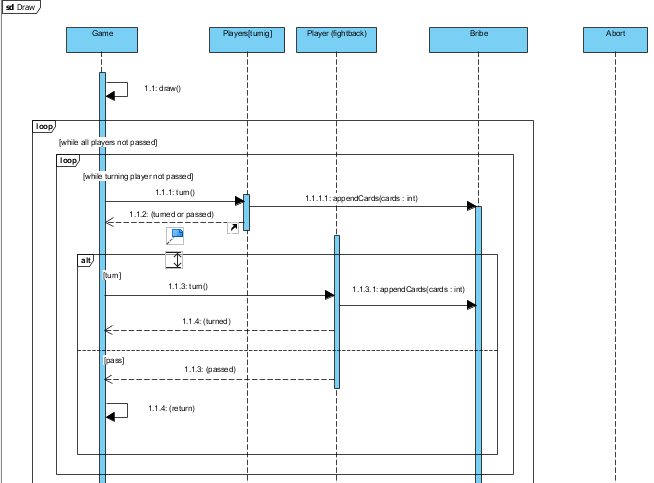 sd Draw
Game
Players[turnig]
Player (fightback)
Bribe
Abort
1.1: draw()
loop
[while all players not passed]
loop
[while turning player not passed]
1.1.1: turn()
1.1.1.1: appendCards(cards : int)
1.1.2: (turned or passed)
alt
[turn]
1.1.3: turn()
1.1.3.1: appendCards(cards : int)
1.1.4: (turned)
[pass]
1.1.3: (passed)
1.1.4: (return)